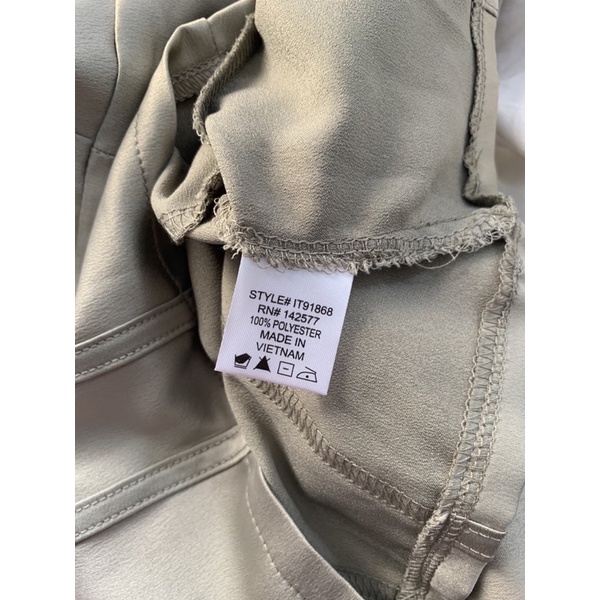 STYLE# IT91868
RN# 142577
100% POLYESTER
MADE IN
VIETNAM